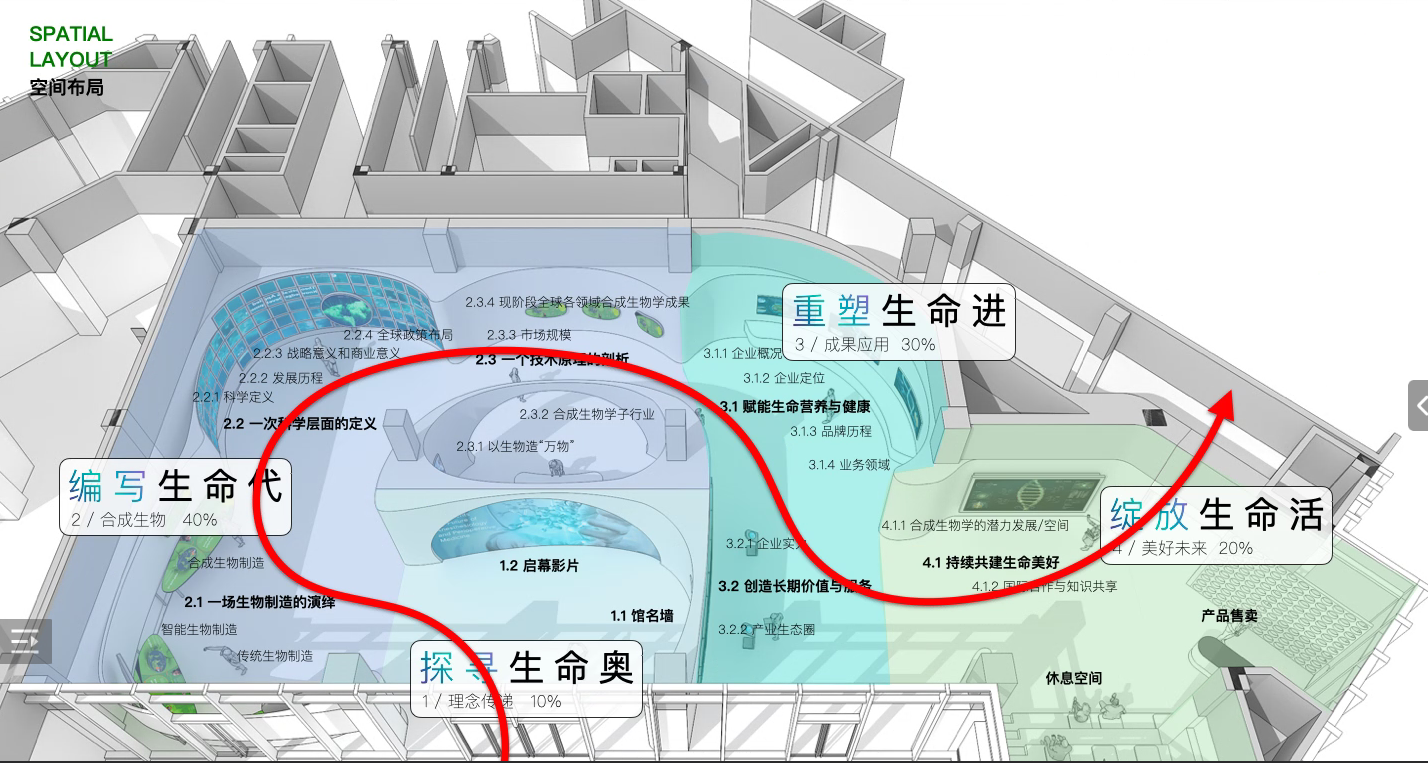 SPATIAL
LAYOUT
空间布局
2.3.4 现阶段全球各领域合成生物学成果
2.2.4 全球政策布局
2.3.3 市场规模
2.2.3 战略意义和商业意义
2.3 一个技术原理的剖析
2.2.2 发展历程
2.2.1 科学定义
2.2 一次科学层面的定义
2.3.2 合成生物学子行业
2.3.1 以生物造“万物”
重塑生命进
3 / 成果应用 30%
3.1.1 企业概况
3.1.2 企业定位
3.1 赋能生命营养与健康
3.1.3 品牌历程
3.1.4 业务领域
编写生命代
2 / 合成生物 40%
合成生物制造
2.1 一场生物制造的演绎
智能生物制造
传统生物制造
1.2 启幕影片
1.1 馆名墙
探寻生命奥
1 / 理念传递 10%
3.2.1 企业实力
3.2 创造长期价值与服务
3.2.2 产业生态圈
绽放生命活
4 / 美好未来 20%
4.1.1 合成生物学的潜力发展/空间
4.1 持续共建生命美好
4.1.2 国际合作与知识共享
产品售卖
休息空间